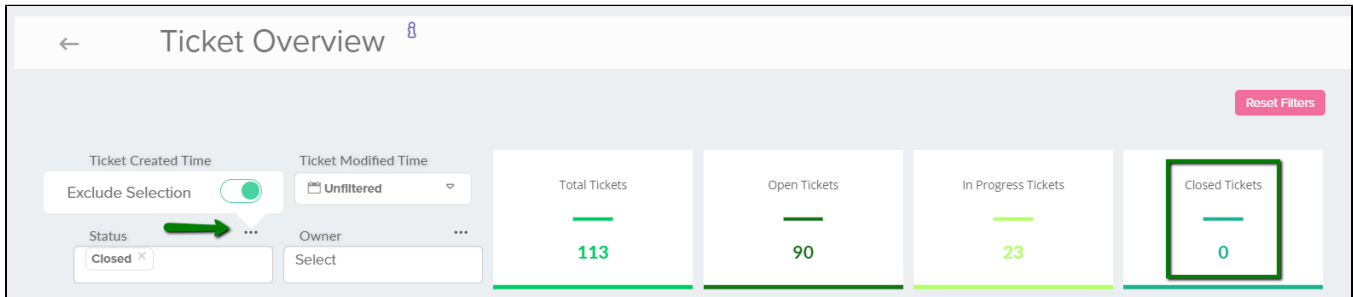 Ticket Overview
Reset Filters
Ticket Created Time
Ticket Modified Time
Exclude Selection
Unfiltered
Status
Owner
Closed
Select
Total Tickets
113
Open Tickets
90
In Progress Tickets
23
Closed Tickets
0